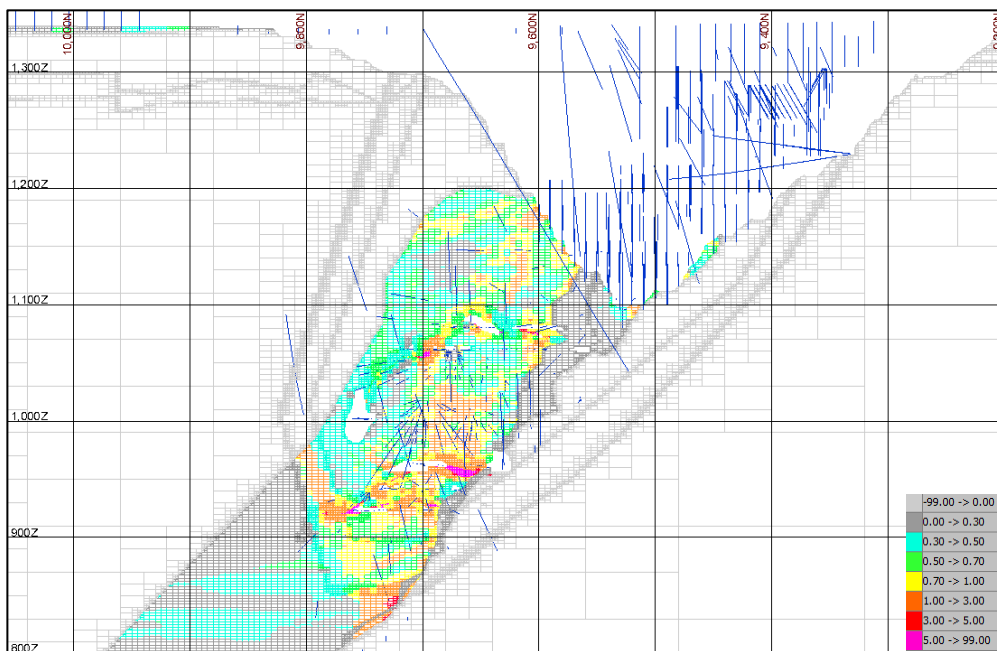 10,000N
9,800N
9,600N
9,400N
1,300Z
1,200Z
1,100Z
1,000Z
900Z
800Z
-99.00 -> 0.00
0.00 -> 0.30
0.30 -> 0.50
0.50 -> 0.70
0.70 -> 1.00
1.00 -> 3.00
3.00 -> 5.00
5.00 -> 99.00